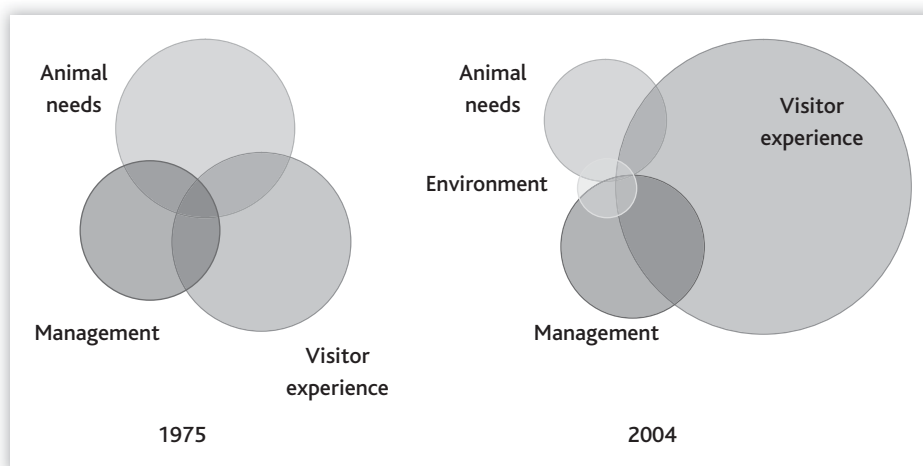 Animal
needs
Management
Visitor
experience
1975
Animal
needs
Visitor
experience
Environment
Management
2004